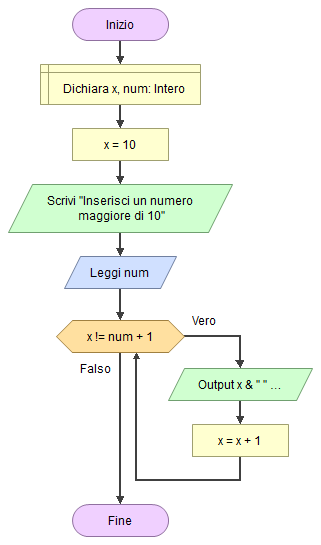 Inizio
Dichiara x, num: Intero
x = 10
Scrivi "Inserisci un numero
maggiore di 10"
Leggi num
x != num + 1
Vero
Falso
Output x & " " ...
x = x + 1
Fine